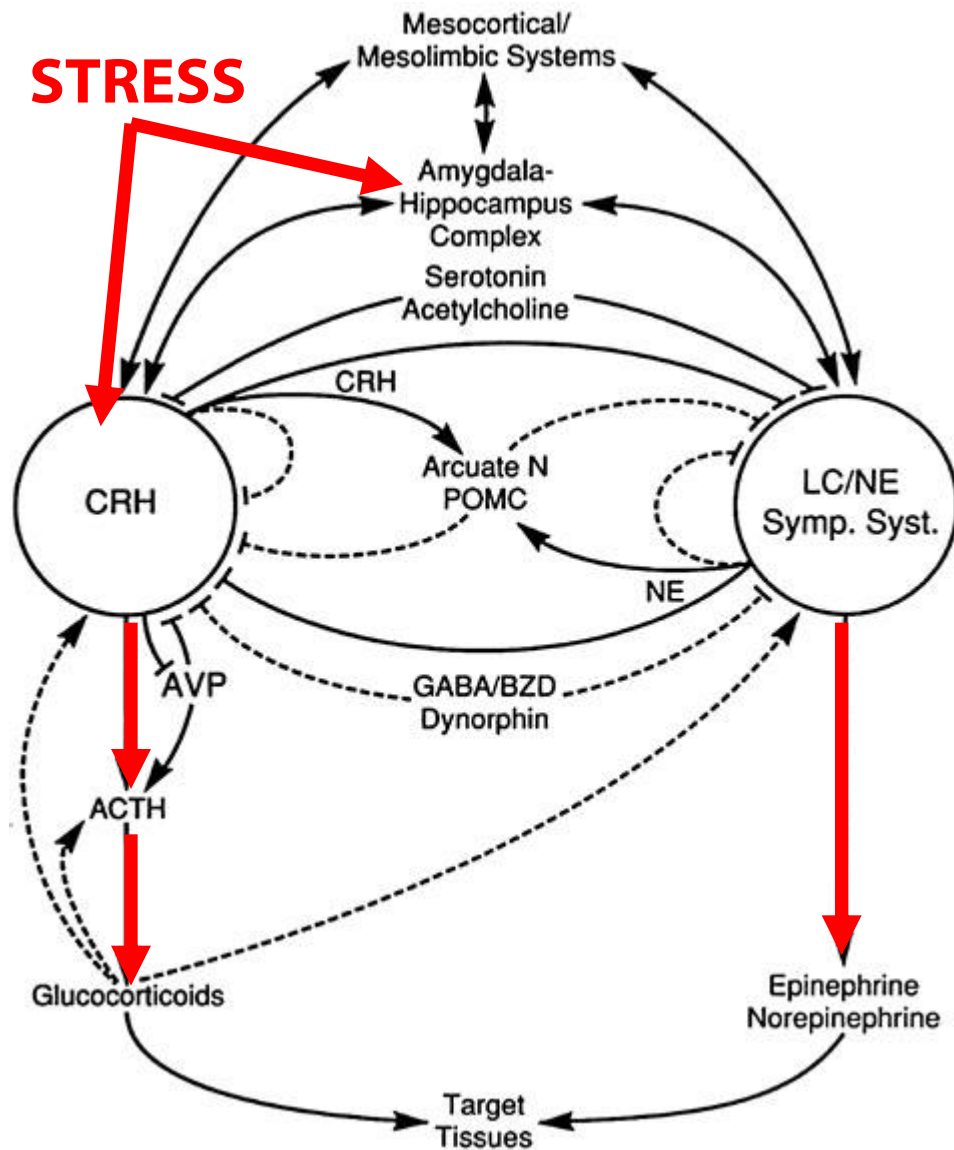 Mesocortical/
Mesolimbic Systems
STRESS
Amygdala-
Hippocampus
Complex
Serotonin
Acetylcholine
CRH
Arcuate N
POMC
CRH
LC/NE
Symp. Syst.
NE
AVP
GABA/BZD
Dynorphin
ACTH
Glucocorticoids
Epinephrine
Norepinephrine
Target
Tissues